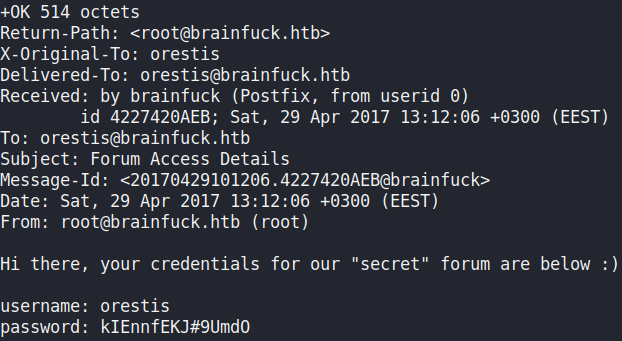 +OK 514 octets
Return-Path: <root@brainfuck.htb>
X-Original-To: orestis
Delivered-To: orestis@brainfuck.htb
Received: by brainfuck (Postfix, from userid 0)
        id 4227420AEB; Sat, 29 Apr 2017 13:12:06 +0300 (EEST)
To: orestis@brainfuck.htb
Subject: Forum Access Details
Message-Id: <20170429101206.4227420AEB@brainfuck>
Date: Sat, 29 Apr 2017 13:12:06 +0300 (EEST)
From: root@brainfuck.htb (root)

Hi there, your credentials for our "secret" forum are below :)

username: orestis
password: kIEnnfEKJ#9UmdO